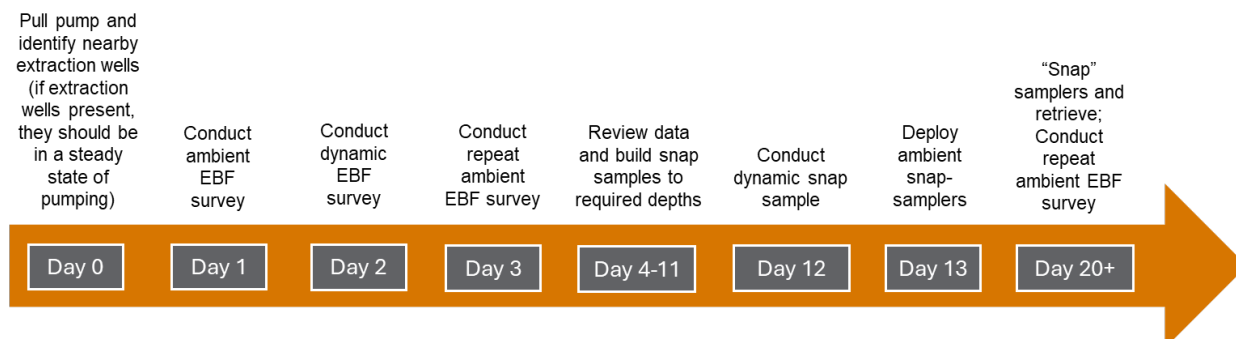 Pull pump and
identify nearby
extraction wells
(if extraction
wells present,
they should be
in a steady
state of
pumping)
Day 0
Conduct
ambient
EBF
survey
Day 1
Conduct
dynamic
EBF
survey
Day 2
Conduct
repeat
ambient
EBF survey
Day 3
Review data
and build snap
samples to
required depths
Day 4-11
Conduct
dynamic snap
sample
Day 12
Deploy
ambient
snap-
samplers
Day 13
“Snap”
samplers and
retrieve;
Conduct
repeat
ambient EBF
survey
Day 20+